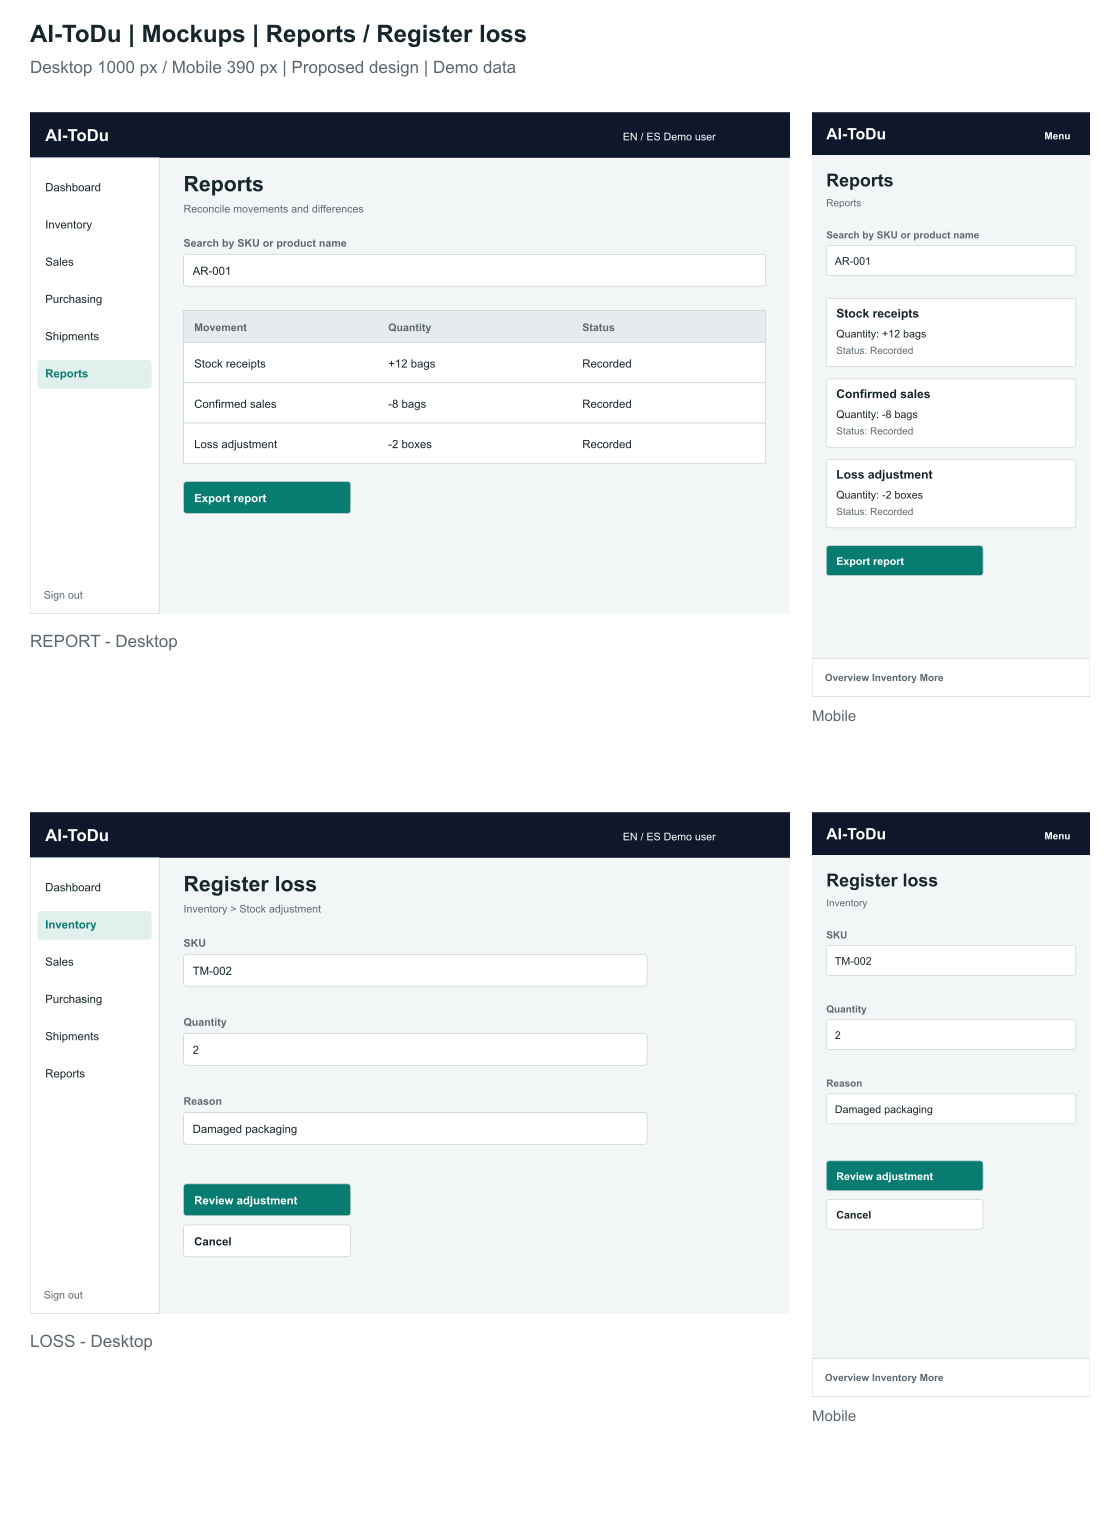 AI-ToDu | Mockups | Reports / Register loss
Desktop 1000 px / Mobile 390 px | Proposed design | Demo data
AI-ToDu
EN / ES Demo user
Dashboard
Inventory
Sales
Purchasing
Shipments
Reports
Sign out
Reports
Reconcile movements and differences
Search by SKU or product name
AR-001
Movement Quantity Status
Stock receipts +12 bags Recorded
Confirmed sales -8 bags Recorded
Loss adjustment -2 boxes Recorded
Export report
REPORT - Desktop
AI-ToDu
Menu
Reports
Reports
Search by SKU or product name
AR-001
Stock receipts
Quantity: +12 bags
Status: Recorded
Confirmed sales
Quantity: -8 bags
Status: Recorded
Loss adjustment
Quantity: -2 boxes
Status: Recorded
Export report
Overview Inventory More
Mobile
AI-ToDu
EN / ES Demo user
Dashboard
Inventory
Sales
Purchasing
Shipments
Reports
Sign out
Register loss
Inventory > Stock adjustment
SKU
TM-002
Quantity
2
Reason
Damaged packaging
Review adjustment
Cancel
LOSS - Desktop
AI-ToDu
Menu
Register loss
Inventory
SKU
TM-002
Quantity
2
Reason
Damaged packaging
Review adjustment
Cancel
Overview Inventory More
Mobile